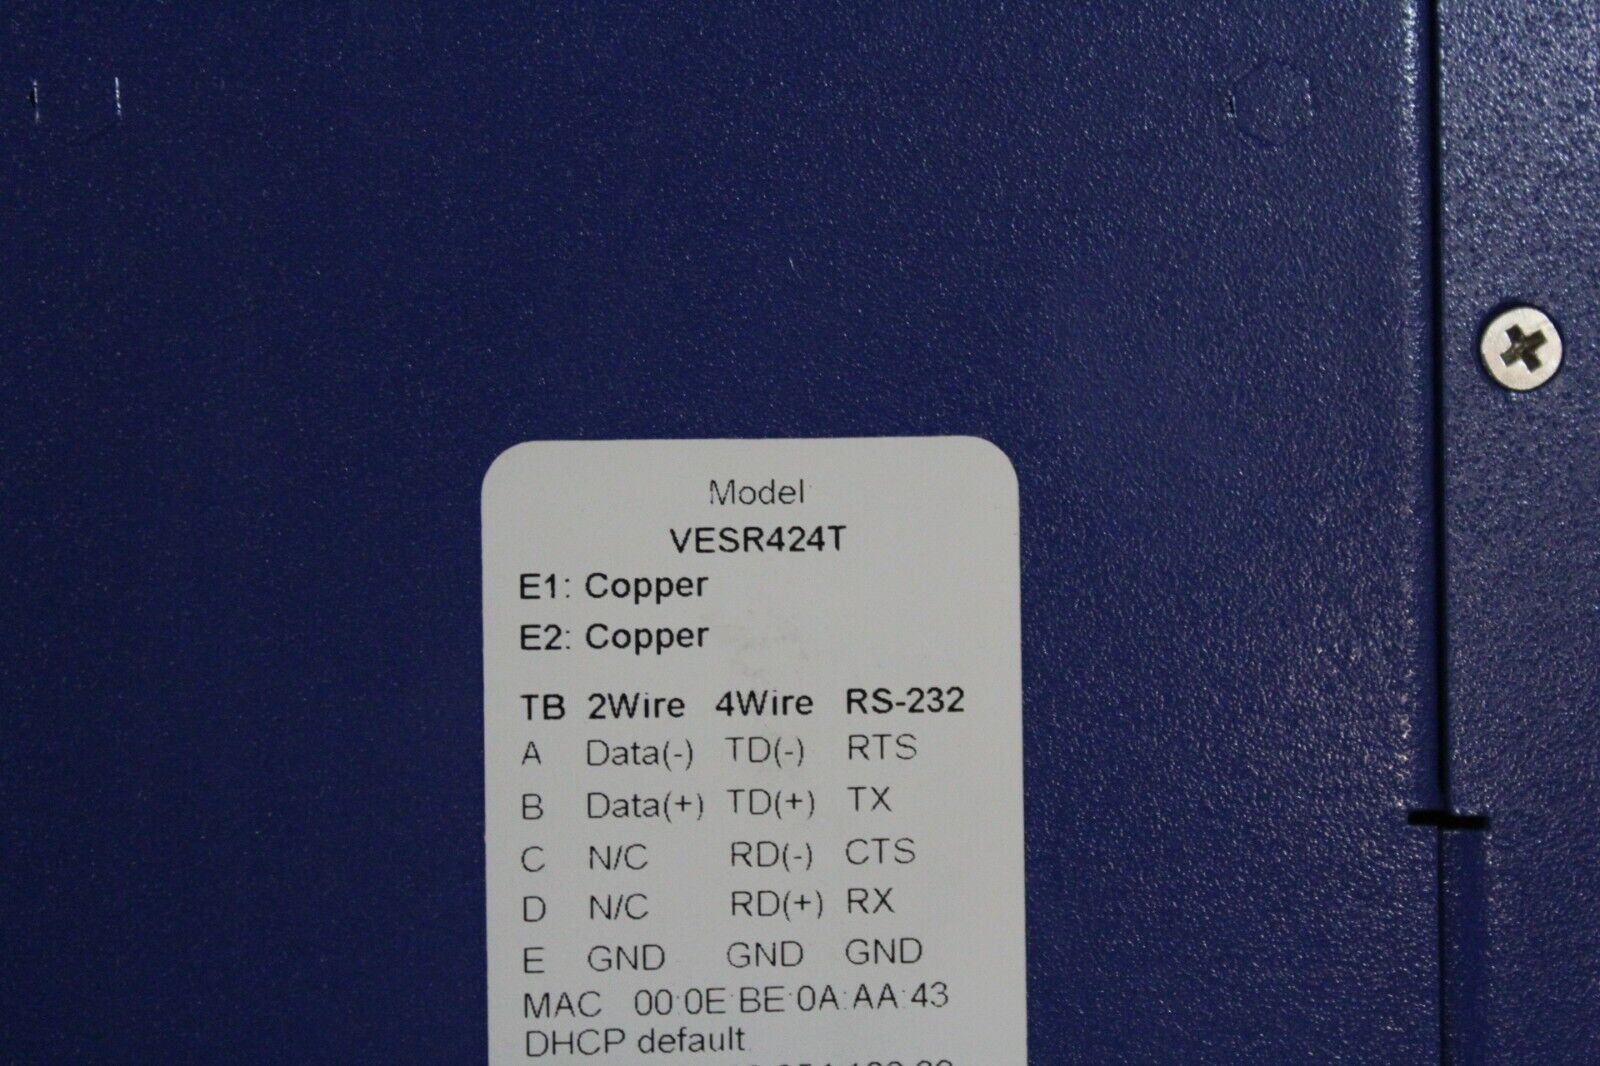 Model
VESR424T
E1: Copper
E2: Copper
TB 2Wire 4Wire RS-232
A Data(-) TD(-) RTS
B Data(+) TD(+) TX
C N/C RD(-) CTS
D N/C RD(+) RX
E GND GND GND
MAC 00:0E:BE:0A:AA:43
DHCP default